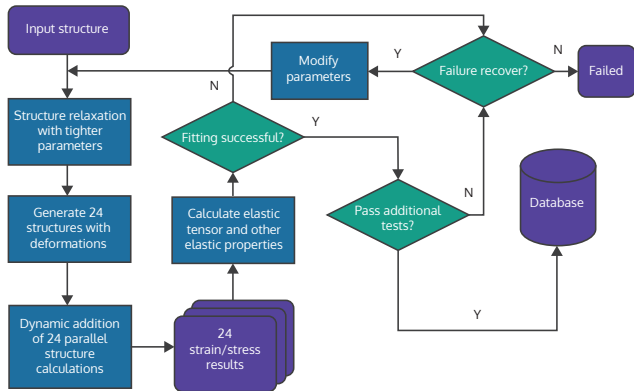 Input structure
Structure relaxation
with tighter
parameters
Generate 24
structures with
deformations
Dynamic addition
of 24 parallel
structure
calculations
24
strain/stress
results
Calculate elastic
tensor and other
elastic properties
Fitting successful?
N
Y
Pass additional
tests?
N
Y
Failure recover?
Y
N
Modify
parameters
Failed
Database